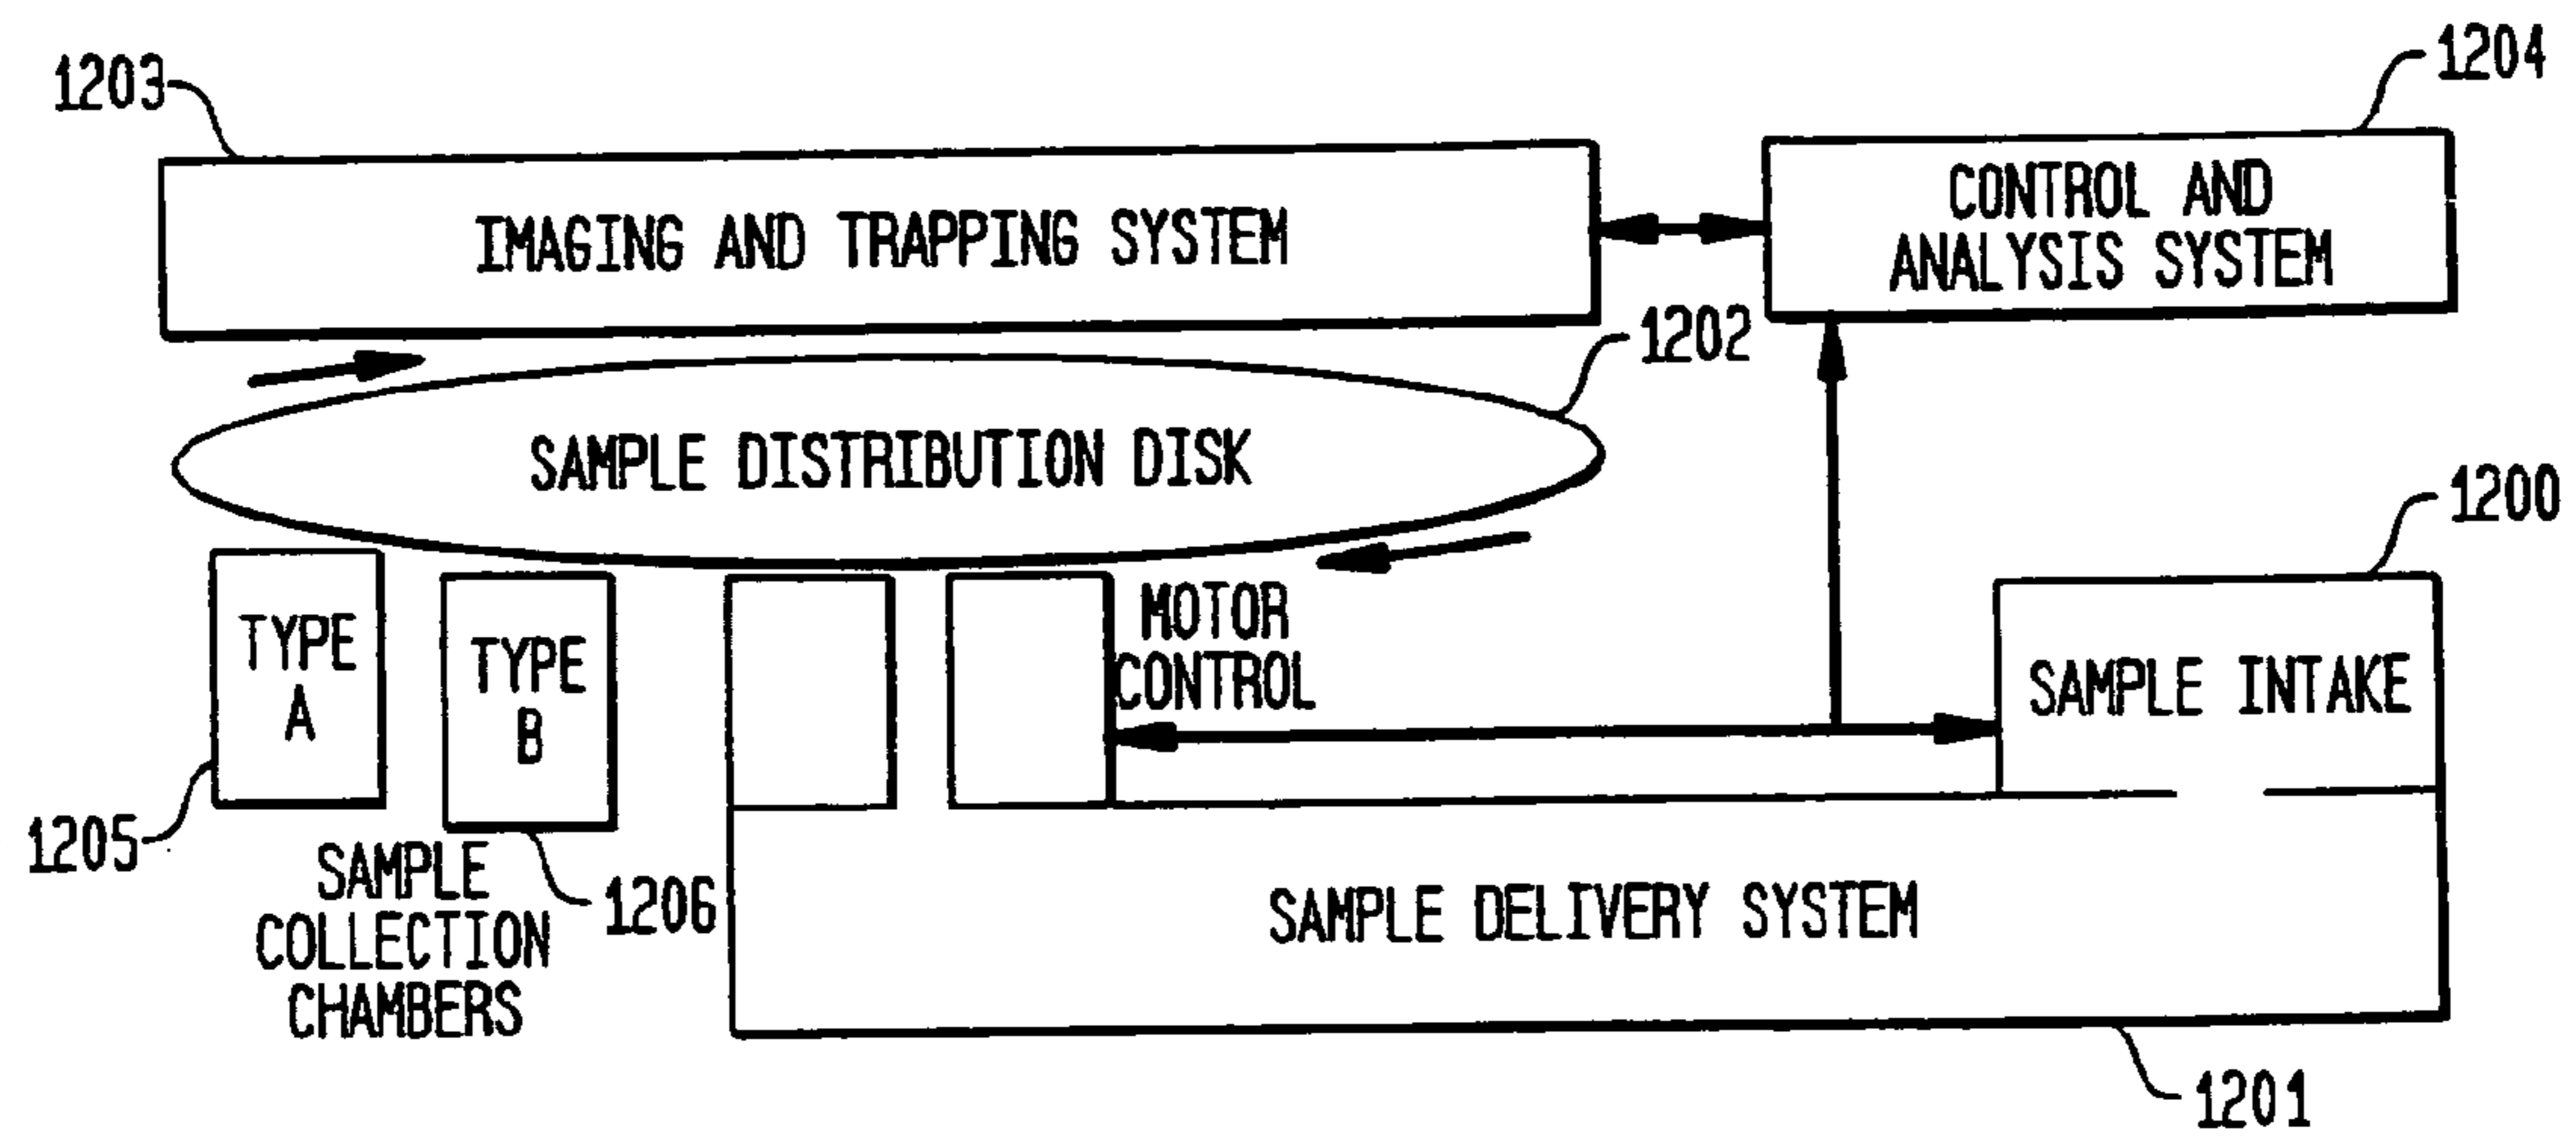 1203
1204
IMAGING AND TRAPPING SYSTEM
CONTROL AND
ANALYSIS SYSTEM
1202
SAMPLE DISTRIBUTION DISK
1200
TYPE
A
TYPE
B
MOTOR
CONTROL
SAMPLE INTAKE
1205
1206
SAMPLE
COLLECTION
CHAMBERS
SAMPLE DELIVERY SYSTEM
1201